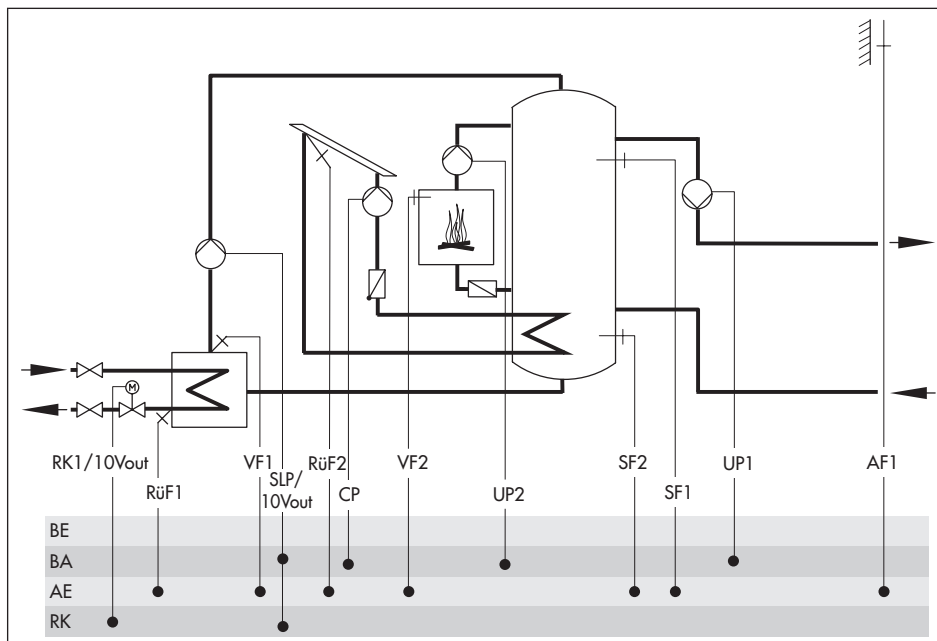 M
RK1/10Vout
VF1
RüF2
VF2
SF2
UP1
AF1
RüF1
SLP/
10Vout
CP
UP2
SF1
BE
BA
AE
RK